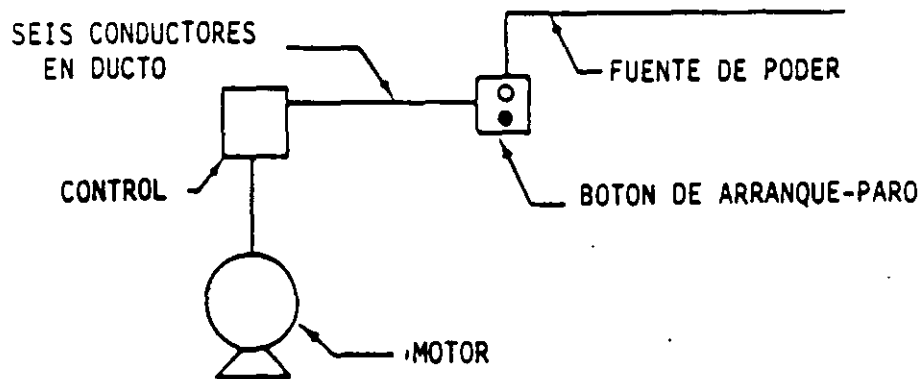 SEIS CONDUCTORES
EN DUCTO
FUENTE DE PODER
CONTROL
BOTON DE ARRANQUE-PARO
MOTOR